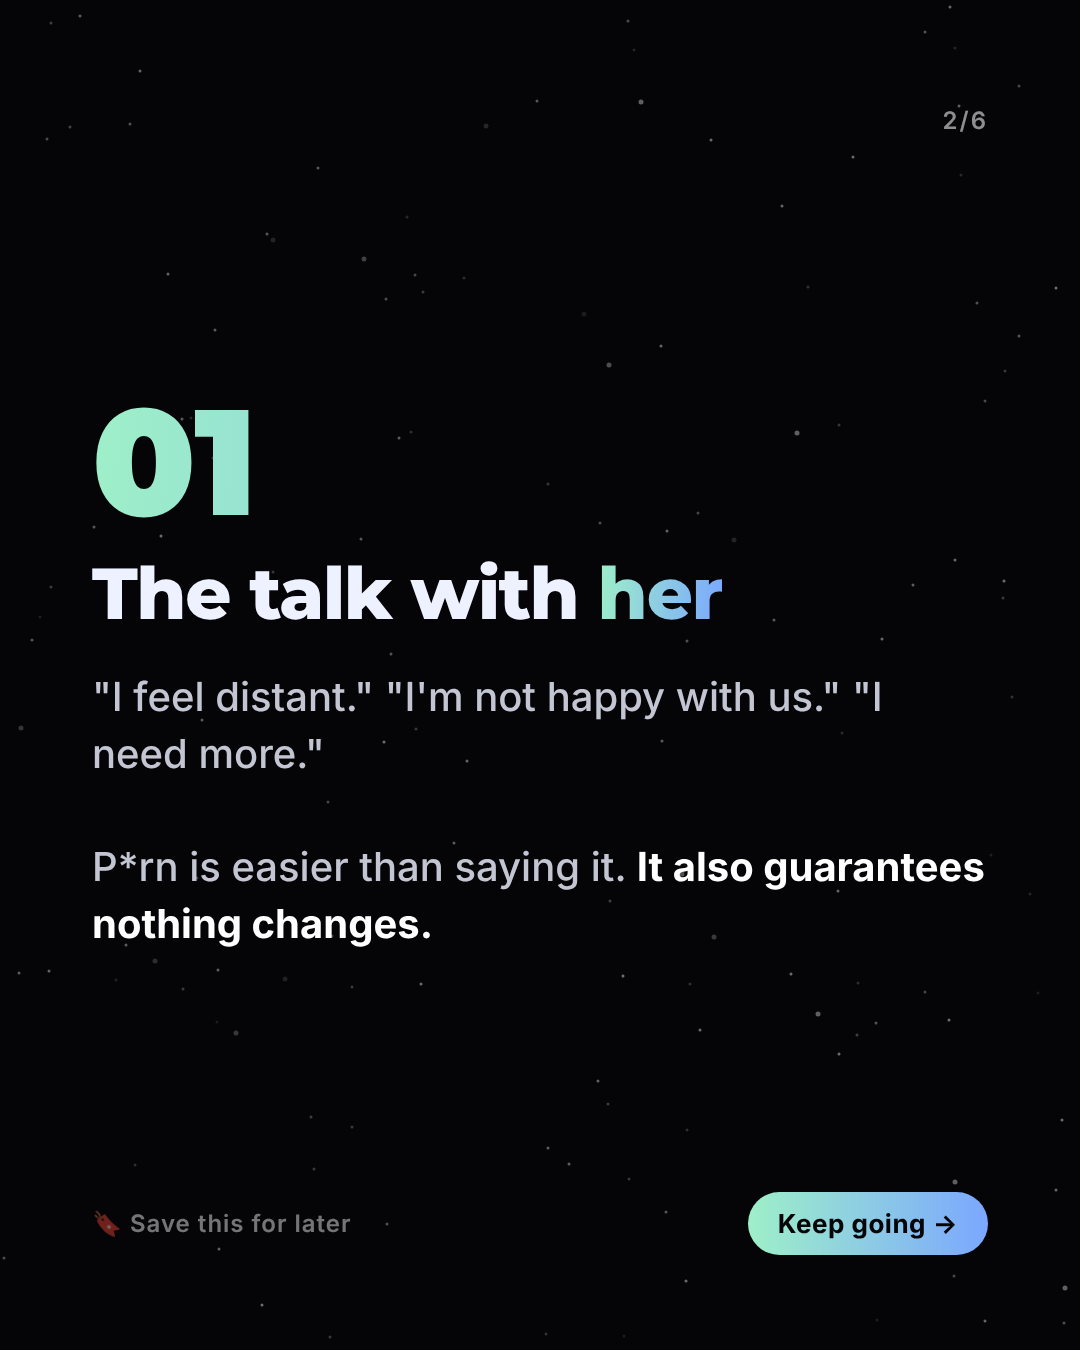 2/6
01
The talk with her
"I feel distant." "I'm not happy with us." "I
need more."
P*rn is easier than saying it. It also guarantees
nothing changes.
🔖 Save this for later
Keep going →